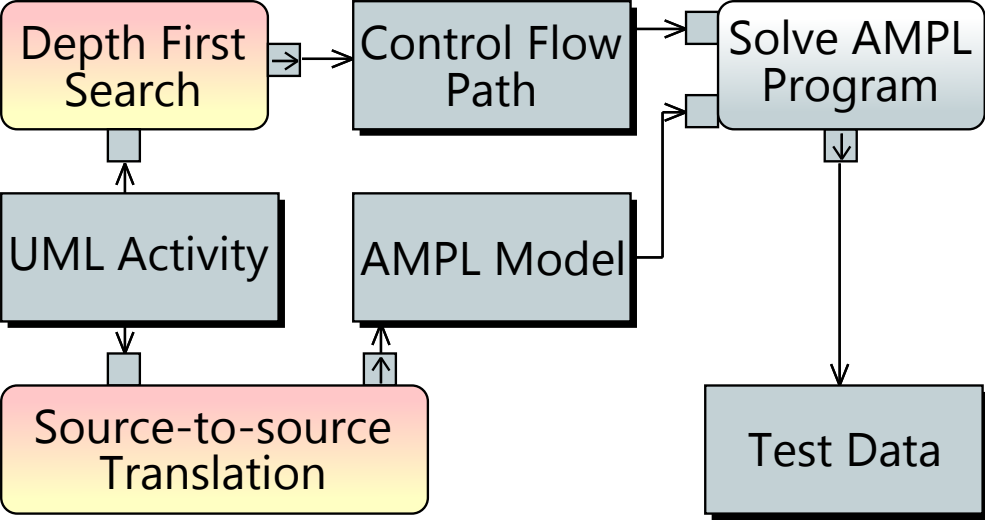 Depth First
Search
Control Flow
Path
Solve AMPL
Program
UML Activity
AMPL Model
Source-to-source
Translation
Test Data